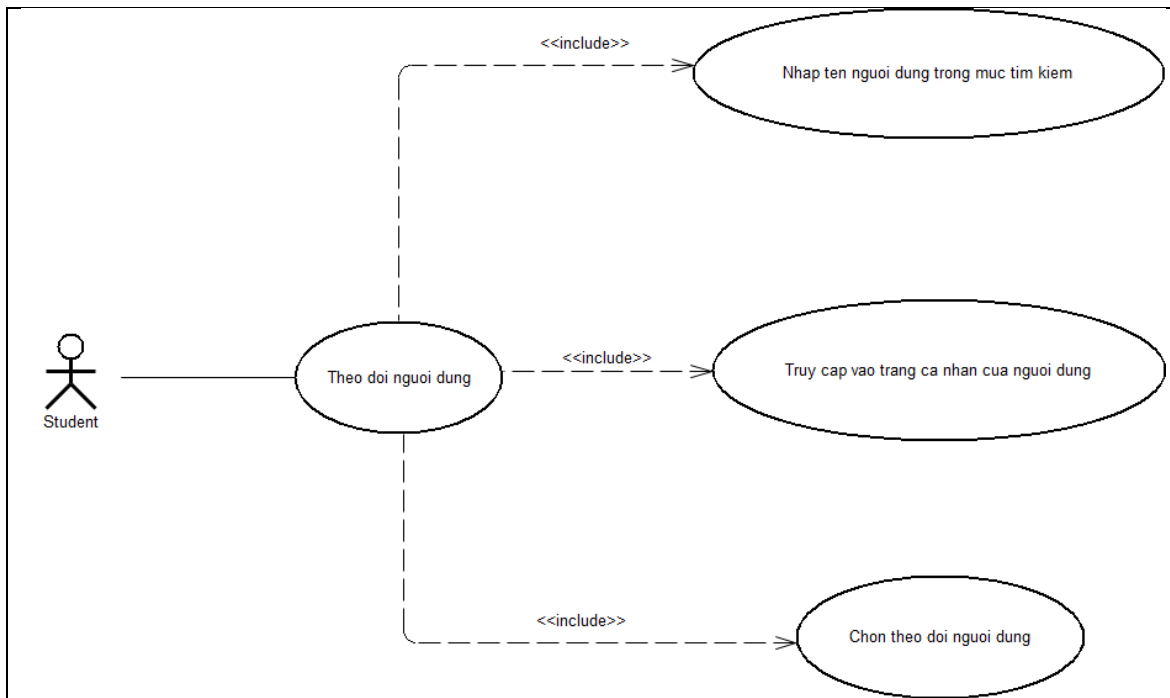 <<include>>
Nhap ten nguoi dung trong muc tim kiem
<<include>>
Theo doi nguoi dung
Truy cap vao trang ca nhan cua nguoi dung
Student
<<include>>
Chon theo doi nguoi dung